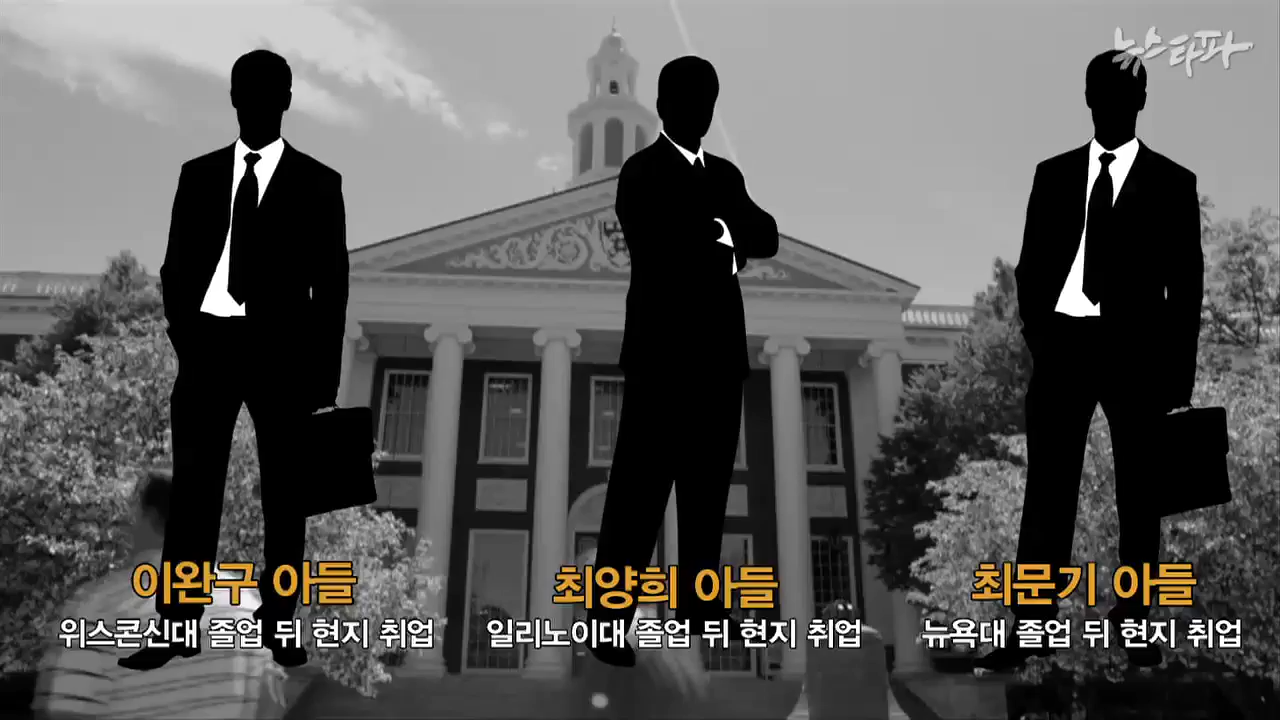 뉴스타파
이완구 아들
위스콘신대 졸업 뒤 현지 취업
최양희 아들
일리노이대 졸업 뒤 현지 취업
최문기 아들
뉴욕대 졸업 뒤 현지 취업